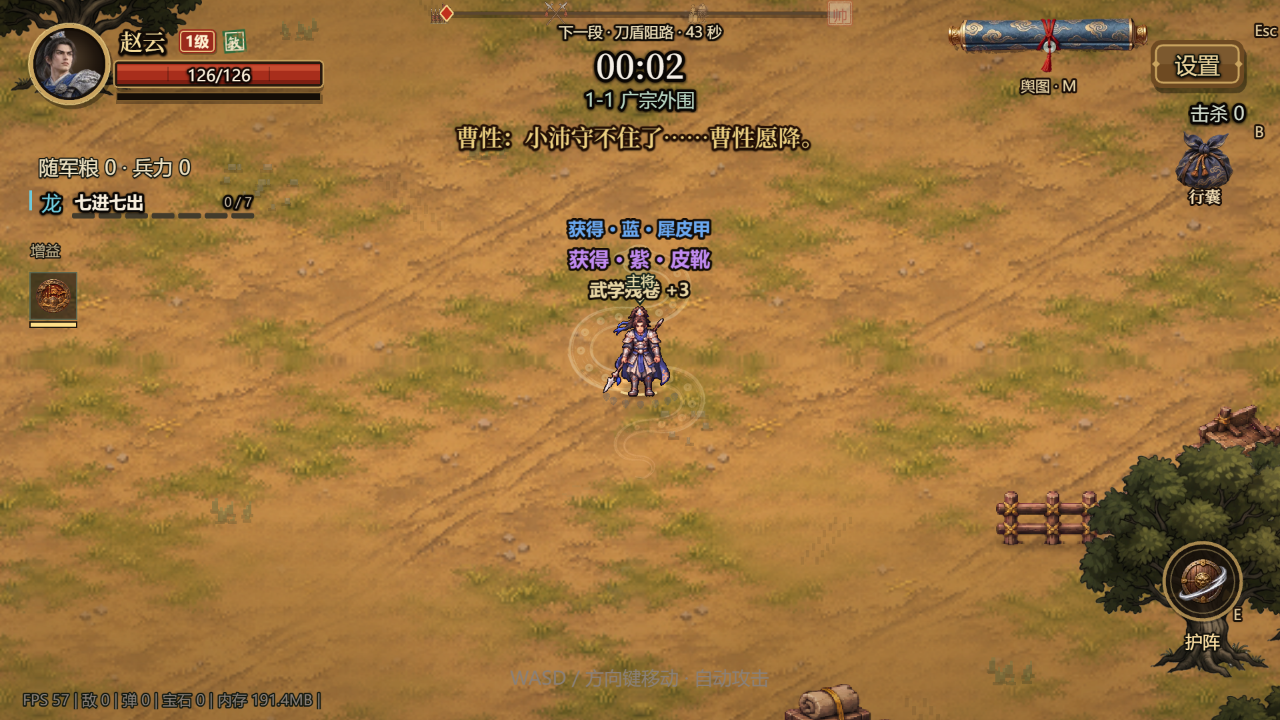 下一段·刀盾阻路·43 秒
00:02
1-1 广宗外围
曹性：小沛守不住了……曹性愿降。
赵云 1级 敏
126/126
随军粮 0·兵力 0
龙 七进七出 0/7
增益
帅
舆图·M
Esc
设置
击杀 0
B
行囊
获得·蓝·犀皮甲
获得·紫·皮靴
主将
武学残卷 +3
E
护阵
WASD / 方向键移动 · 自动攻击
FPS 57 | 敌 0 | 弹 0 | 宝石 0 | 内存 191.4MB |